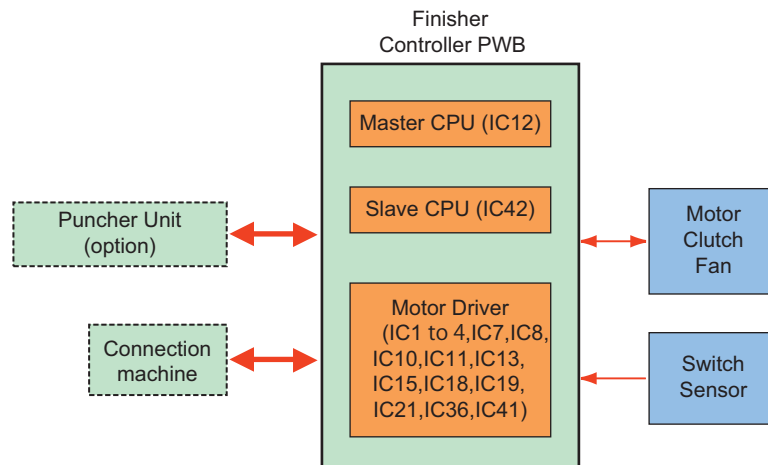 Finisher
Controller PWB
Master CPU (IC12)
Slave CPU (IC42)
Puncher Unit
(option)
Motor
Clutch
Fan
Motor Driver
(IC1 to 4,IC7,IC8,
IC10,IC11,IC13,
IC15,IC18,IC19,
IC21,IC36,IC41)
Connection
machine
Switch
Sensor